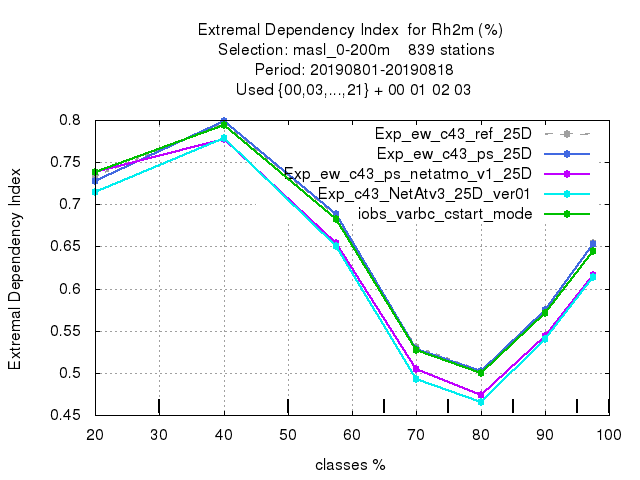 Extremal Dependency Index  for Rh2m (%)
Selection: masl_0-200m    839 stations
Period: 20190801-20190818
Used {00,03,...,21} + 00 01 02 03
Extremal Dependency Index
0.8
0.75
0.7
0.65
0.6
0.55
0.5
0.45
Exp_ew_c43_ref_25D
Exp_ew_c43_ps_25D
Exp_ew_c43_ps_netatmo_v1_25D
Exp_c43_NetAtv3_25D_ver01
iobs_varbc_cstart_mode
20 30 40 50 60 70 80 90 100
classes %